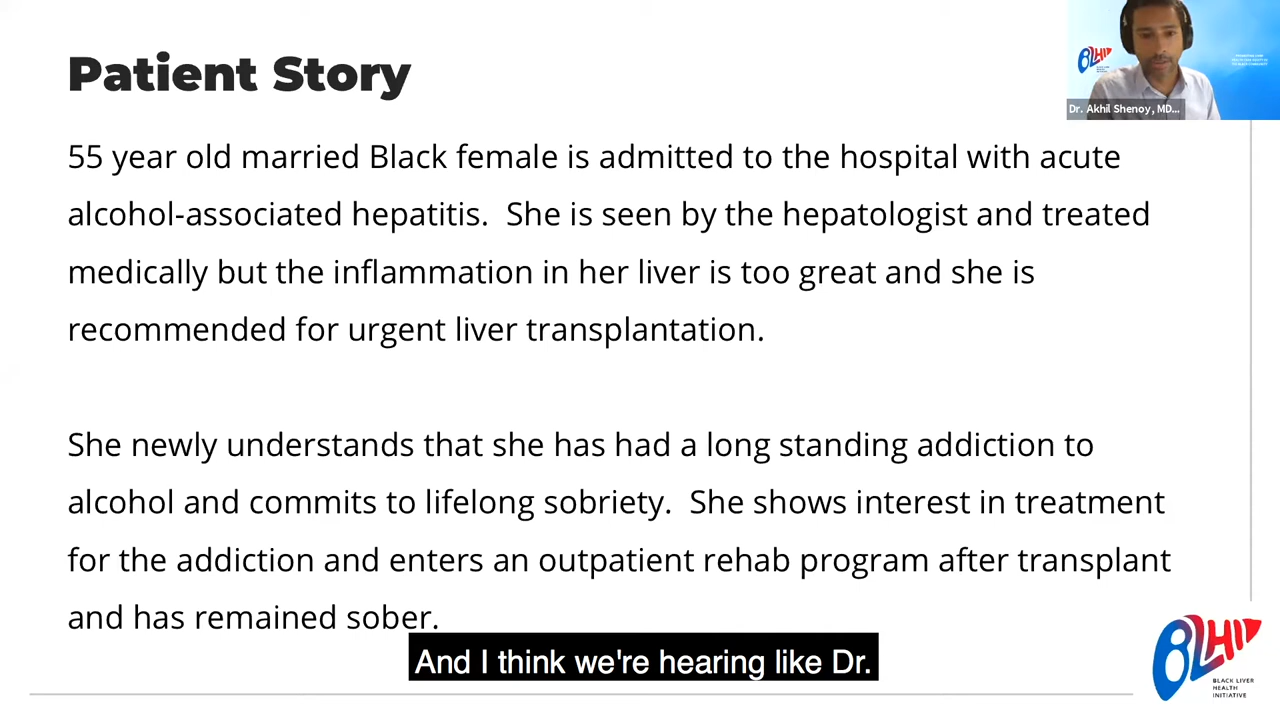 Patient Story
BLHI
Dr. Akhil Shenoy, MD...
55 year old married Black female is admitted to the hospital with acute
alcohol-associated hepatitis.  She is seen by the hepatologist and treated
medically but the inflammation in her liver is too great and she is
recommended for urgent liver transplantation.
She newly understands that she has had a long standing addiction to
alcohol and commits to lifelong sobriety.  She shows interest in treatment
for the addiction and enters an outpatient rehab program after transplant
and has remained sober.
And I think we're hearing like Dr.
BLHI
BLACK LIVER
HEALTH
INITIATIVE